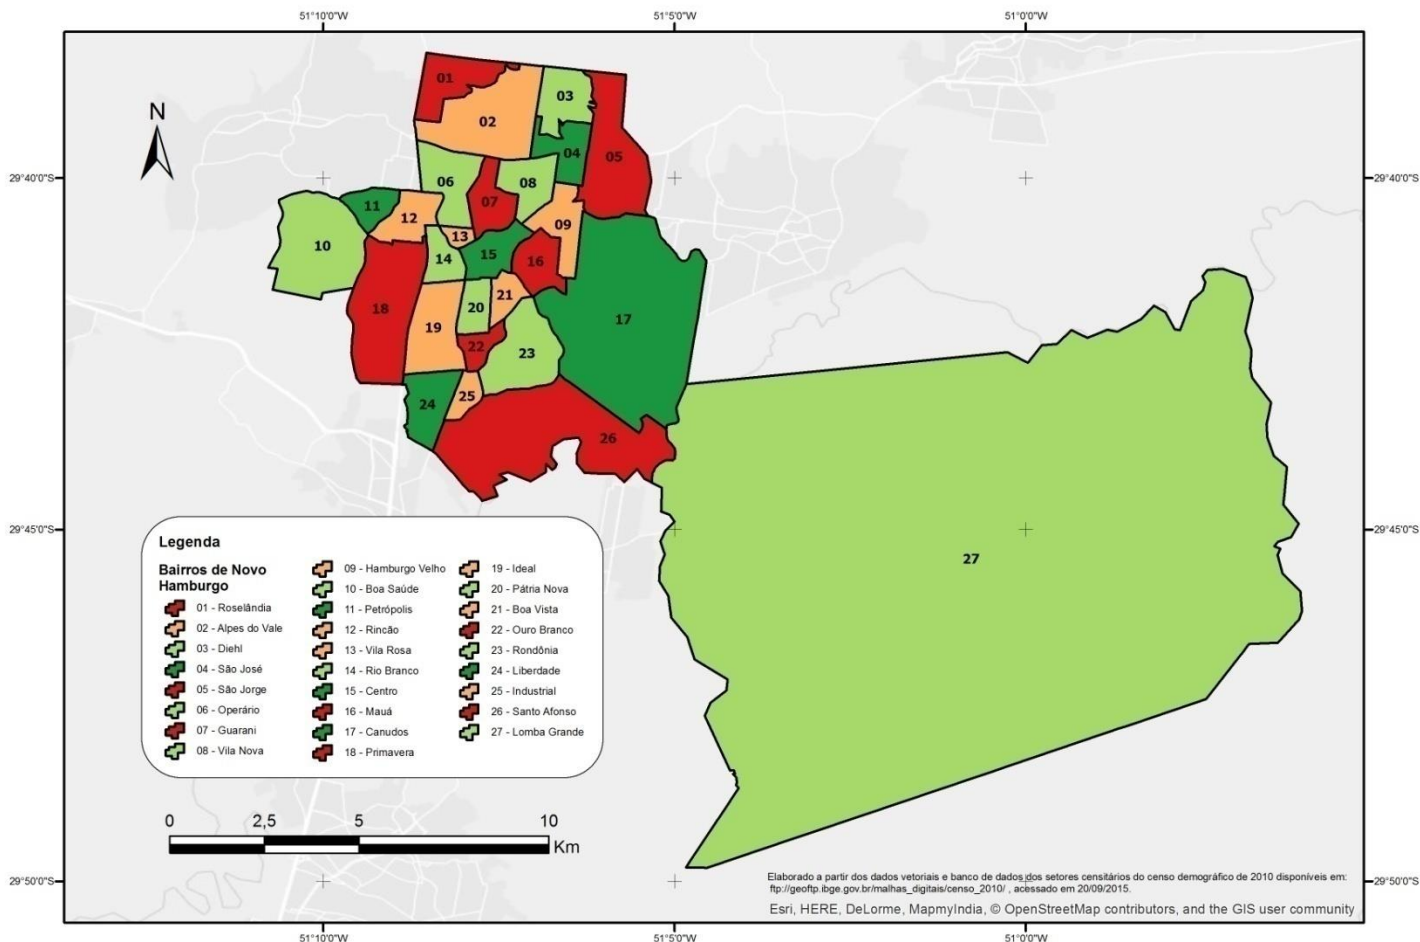 51°10'0"W 51°5'0"W 51°0'0"W
N
29°40'0"S 29°40'0"S
01
02
03
04
05
06
07
08
09
10
11
12
13
14
15
16
17
18
19
20
21
22
23
24
25
26
27
29°45'0"S 29°45'0"S
Legenda
Bairros de Novo
Hamburgo
01 - Roselândia
02 - Alpes do Vale
03 - Diehl
04 - São José
05 - São Jorge
06 - Operário
07 - Guarani
08 - Vila Nova
09 - Hamburgo Velho
10 - Boa Saúde
11 - Petrópolis
12 - Rincão
13 - Vila Rosa
14 - Rio Branco
15 - Centro
16 - Mauá
17 - Canudos
18 - Primavera
19 - Ideal
20 - Pátria Nova
21 - Boa Vista
22 - Ouro Branco
23 - Rondônia
24 - Liberdade
25 - Industrial
26 - Santo Afonso
27 - Lomba Grande
0 2,5 5 10
Km
29°50'0"S 29°50'0"S
Elaborado a partir dos dados vetoriais e banco de dados dos setores censitários do censo demográfico de 2010 disponíveis em:
ftp://geoftp.ibge.gov.br/malhas_digitais/censo_2010/ , acessado em 20/09/2015.
Esri, HERE, DeLorme, MapmyIndia, © OpenStreetMap contributors, and the GIS user community
51°10'0"W 51°5'0"W 51°0'0"W